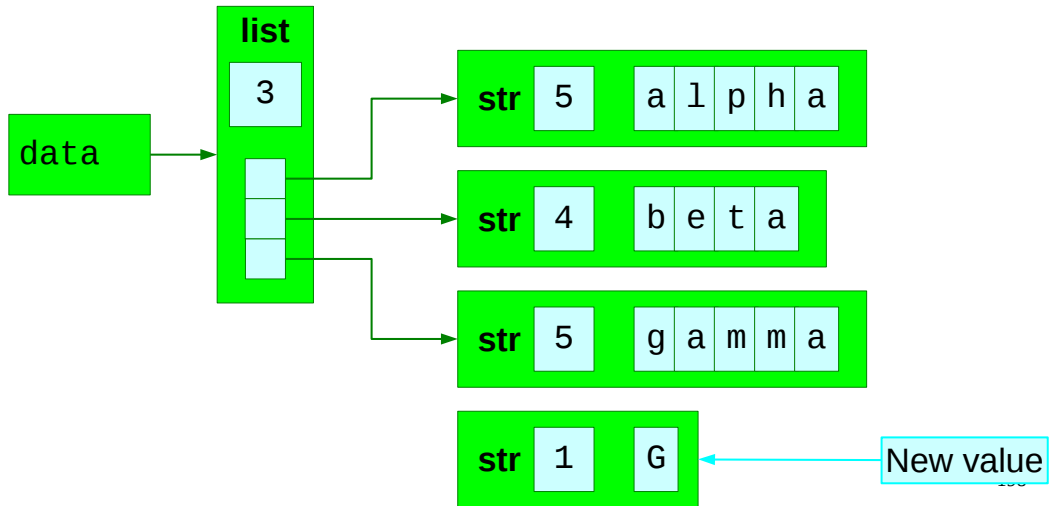 list
3
data
str 5 a l p h a
str 4 b e t a
str 5 g a m m a
str 1 G
New value